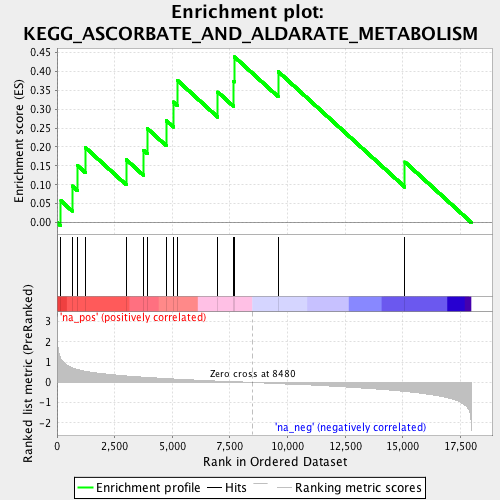 Enrichment plot:
KEGG_ASCORBATE_AND_ALDARATE_METABOLISM
Enrichment score (ES)
0.45
0.40
0.35
0.30
0.25
0.20
0.15
0.10
0.05
0.00
'na_pos' (positively correlated)
Ranked list metric (PreRanked)
3
2
1
0
-1
-2
Zero cross at 8480
'na_neg' (negatively correlated)
0 2,500 5,000 7,500 10,000 12,500 15,000 17,500
Rank in Ordered Dataset
Enrichment profile Hits Ranking metric scores